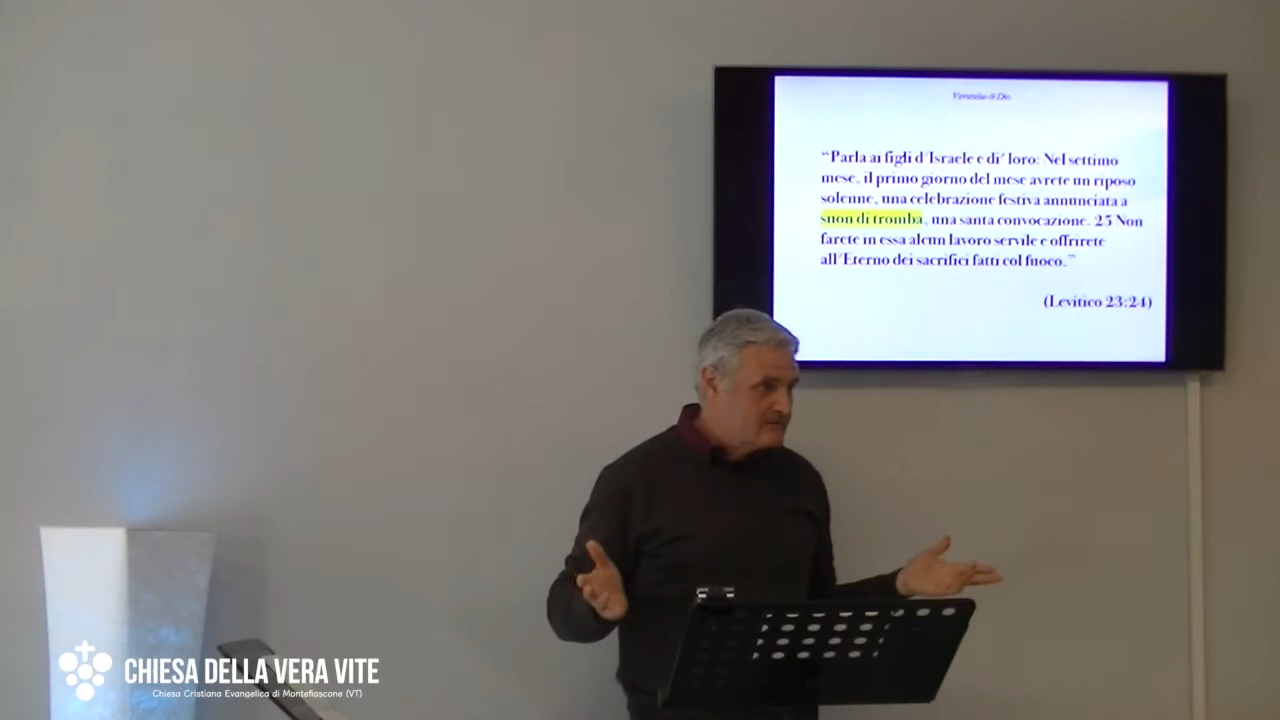 “Parla ai figli d'Israele e di' loro: Nel settimo
mese, il primo giorno del mese avrete un riposo
solenne, una celebrazione festiva annunciata a
suon di tromba, una santa convocazione. 25 Non
farete in essa alcun lavoro servile e offrirete
all'Eterno dei sacrifici fatti col fuoco.”
(Levitico 23:24)
CHIESA DELLA VERA VITE
Chiesa Cristiana Evangelica di Montefiascone (VT)